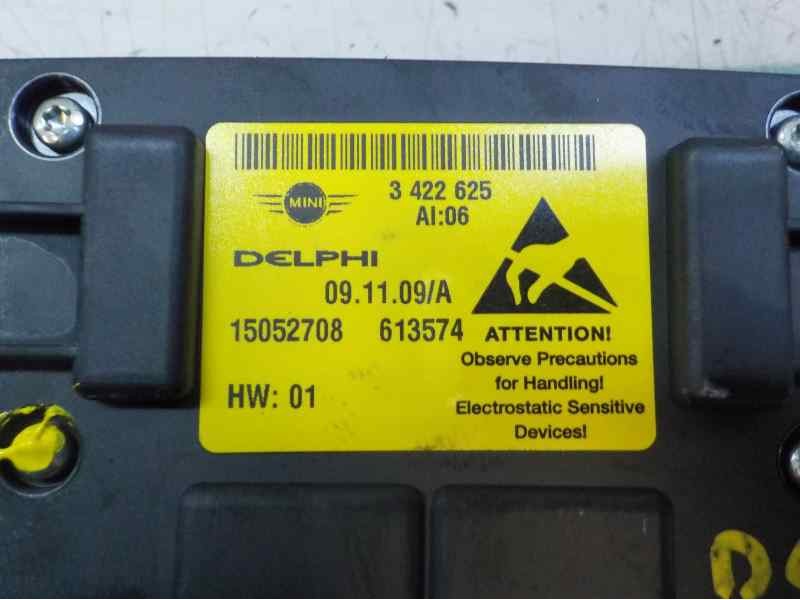 MINI
3 422 625
AI:06
DELPHI
09.11.09/A
15052708 613574
HW: 01
ATTENTION!
Observe Precautions
for Handling!
Electrostatic Sensitive
Devices!